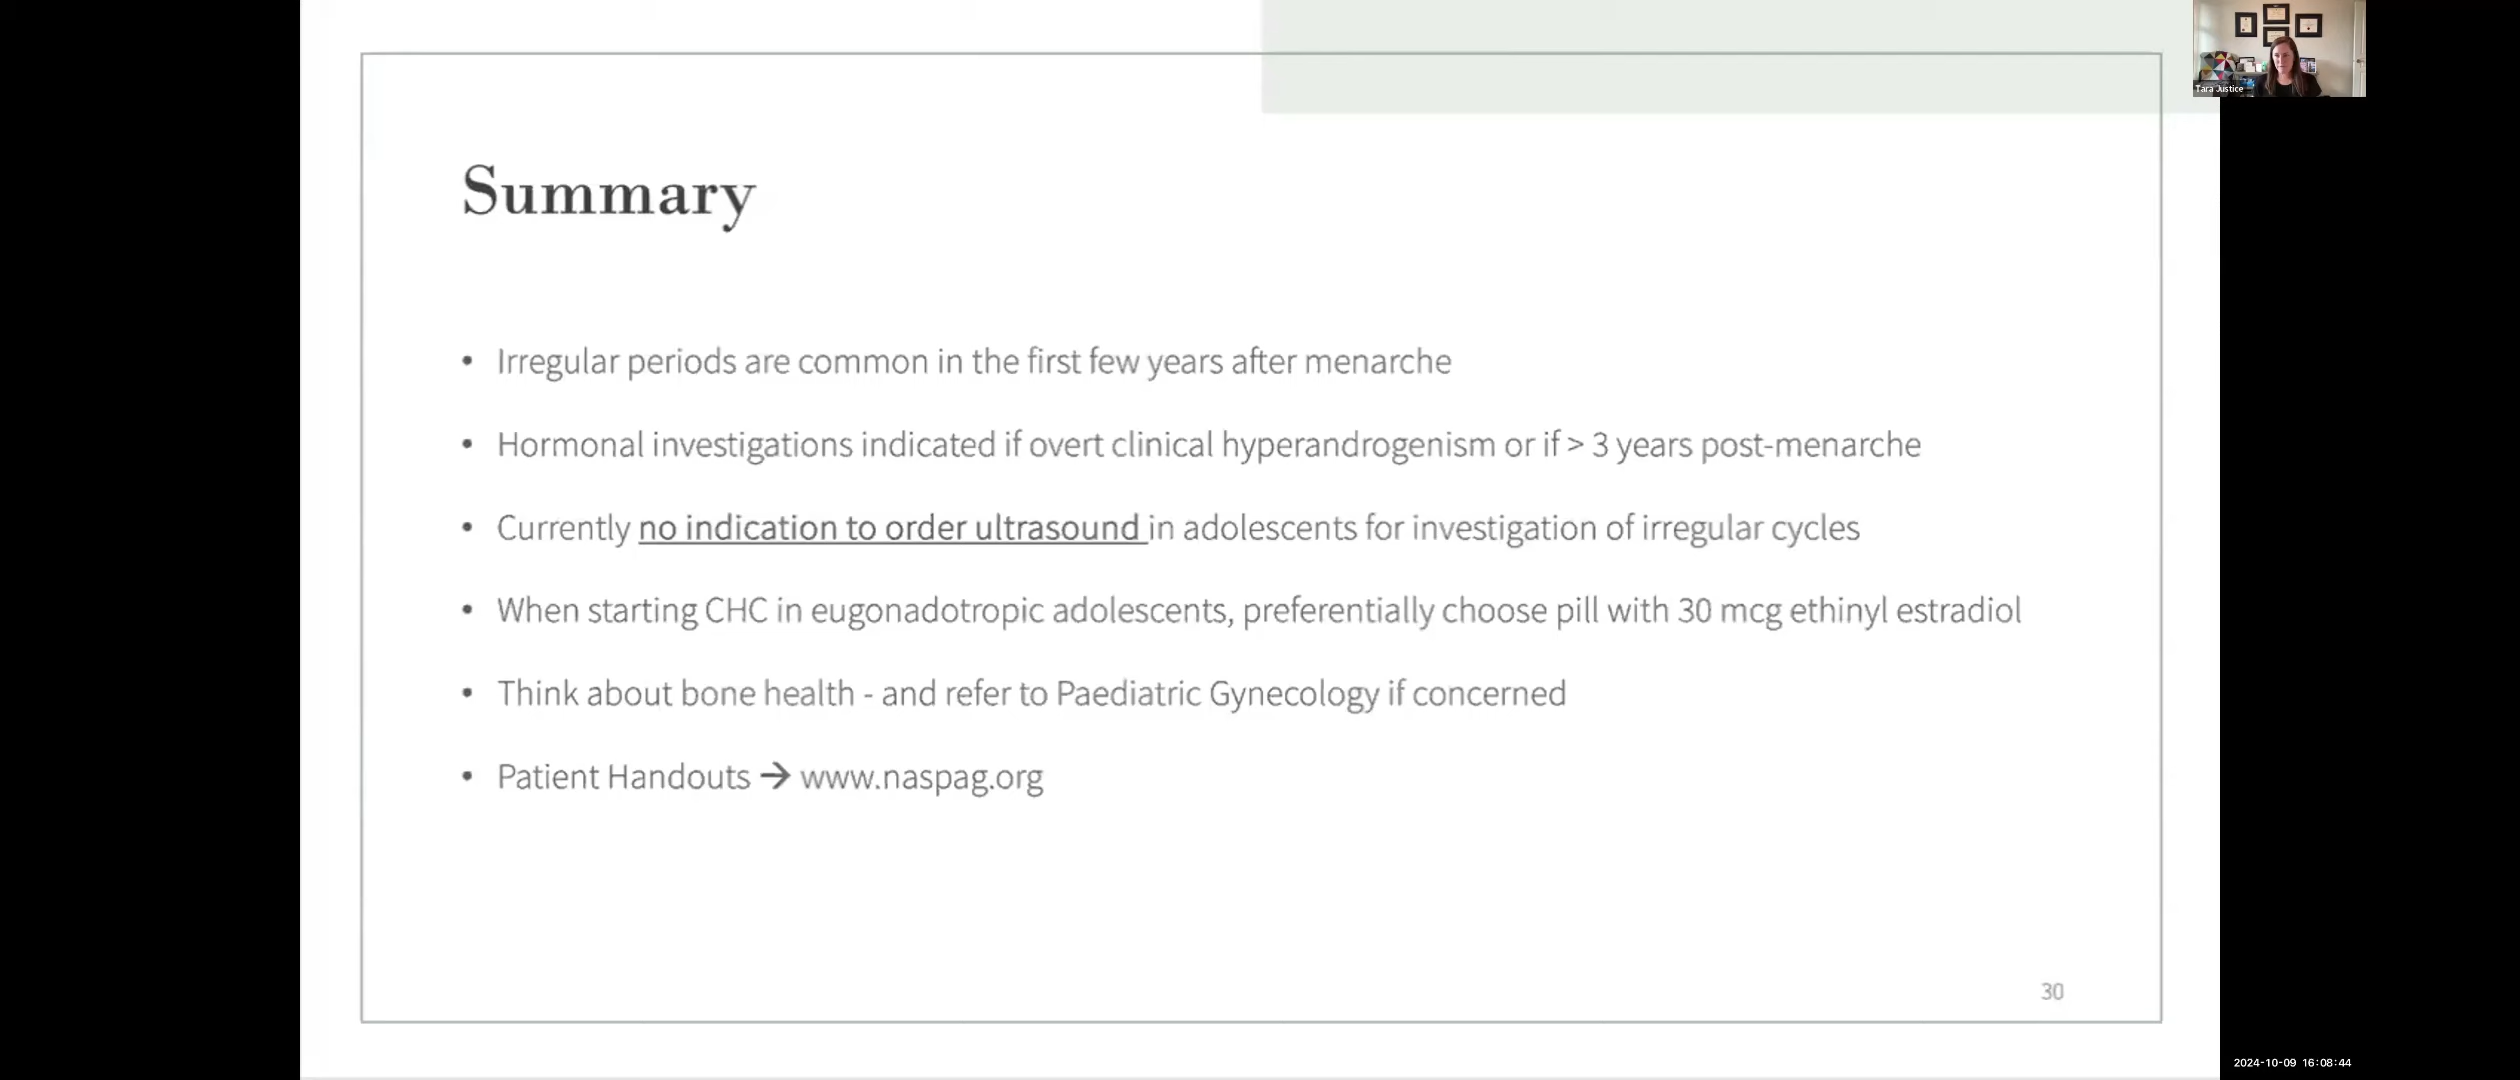 Tara Justice
Summary
• Irregular periods are common in the first few years after menarche
• Hormonal investigations indicated if overt clinical hyperandrogenism or if > 3 years post-menarche
• Currently no indication to order ultrasound in adolescents for investigation of irregular cycles
• When starting CHC in eugonadotropic adolescents, preferentially choose pill with 30 mcg ethinyl estradiol
• Think about bone health - and refer to Paediatric Gynecology if concerned
• Patient Handouts → www.naspag.org
30
2024-10-09 16:08:44